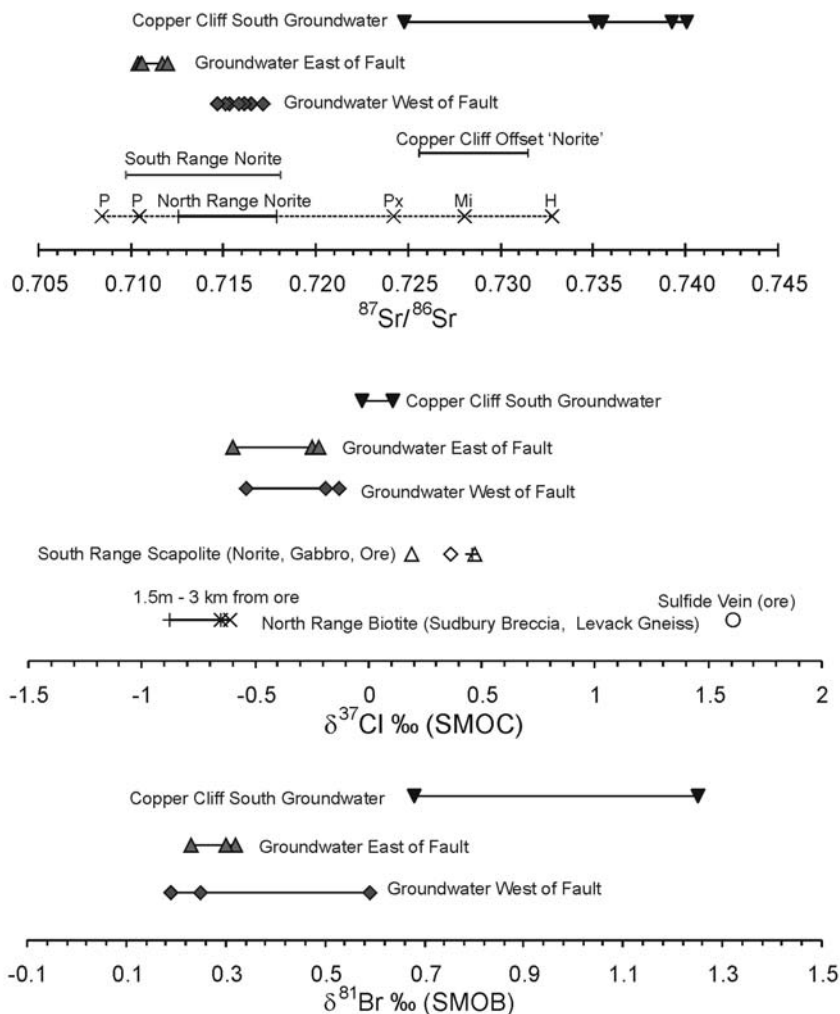 Copper Cliff South Groundwater
Groundwater East of Fault
Groundwater West of Fault
Copper Cliff Offset ‘Norite’
South Range Norite
P P North Range Norite Px Mi H
0.705 0.710 0.715 0.720 0.725 0.730 0.735 0.740 0.745
⁸⁷Sr/⁸⁶Sr
Copper Cliff South Groundwater
Groundwater East of Fault
Groundwater West of Fault
South Range Scapolite (Norite, Gabbro, Ore)
1.5m - 3 km from ore Sulfide Vein (ore)
North Range Biotite (Sudbury Breccia, Levack Gneiss)
-1.5 -1 -0.5 0 0.5 1 1.5 2
δ³⁷Cl ‰ (SMOC)
Copper Cliff South Groundwater
Groundwater East of Fault
Groundwater West of Fault
-0.1 0.1 0.3 0.5 0.7 0.9 1.1 1.3 1.5
δ⁸¹Br ‰ (SMOB)